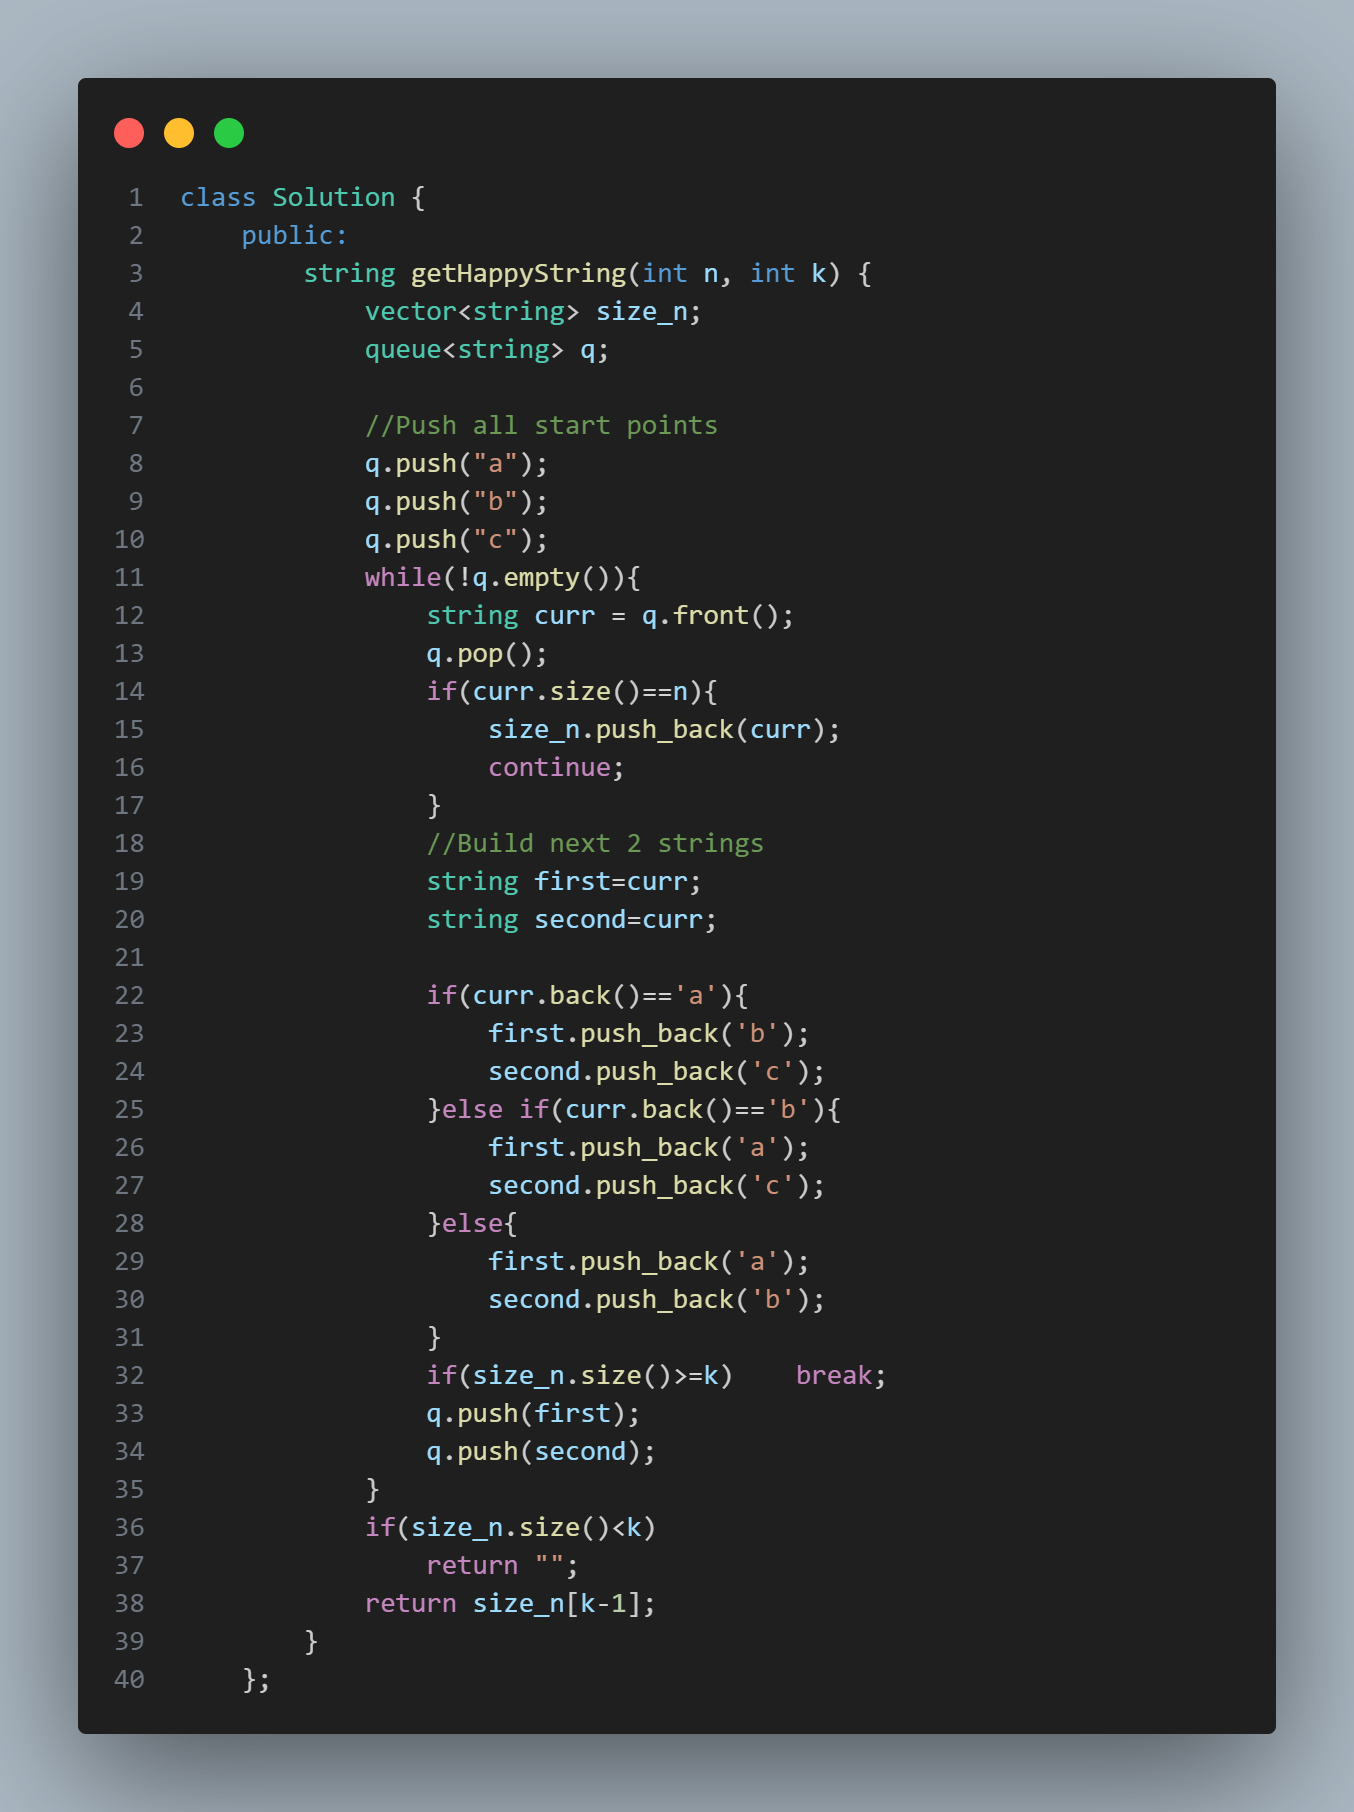 1 class Solution {
2     public:
3         string getHappyString(int n, int k) {
4             vector<string> size_n;
5             queue<string> q;
6
7             //Push all start points
8             q.push("a");
9             q.push("b");
10             q.push("c");
11             while(!q.empty()){
12                 string curr = q.front();
13                 q.pop();
14                 if(curr.size()==n){
15                     size_n.push_back(curr);
16                     continue;
17                 }
18                 //Build next 2 strings
19                 string first=curr;
20                 string second=curr;
21
22                 if(curr.back()=='a'){
23                     first.push_back('b');
24                     second.push_back('c');
25                 }else if(curr.back()=='b'){
26                     first.push_back('a');
27                     second.push_back('c');
28                 }else{
29                     first.push_back('a');
30                     second.push_back('b');
31                 }
32                 if(size_n.size()>=k)    break;
33                 q.push(first);
34                 q.push(second);
35             }
36             if(size_n.size()<k)
37                 return "";
38             return size_n[k-1];
39         }
40     };